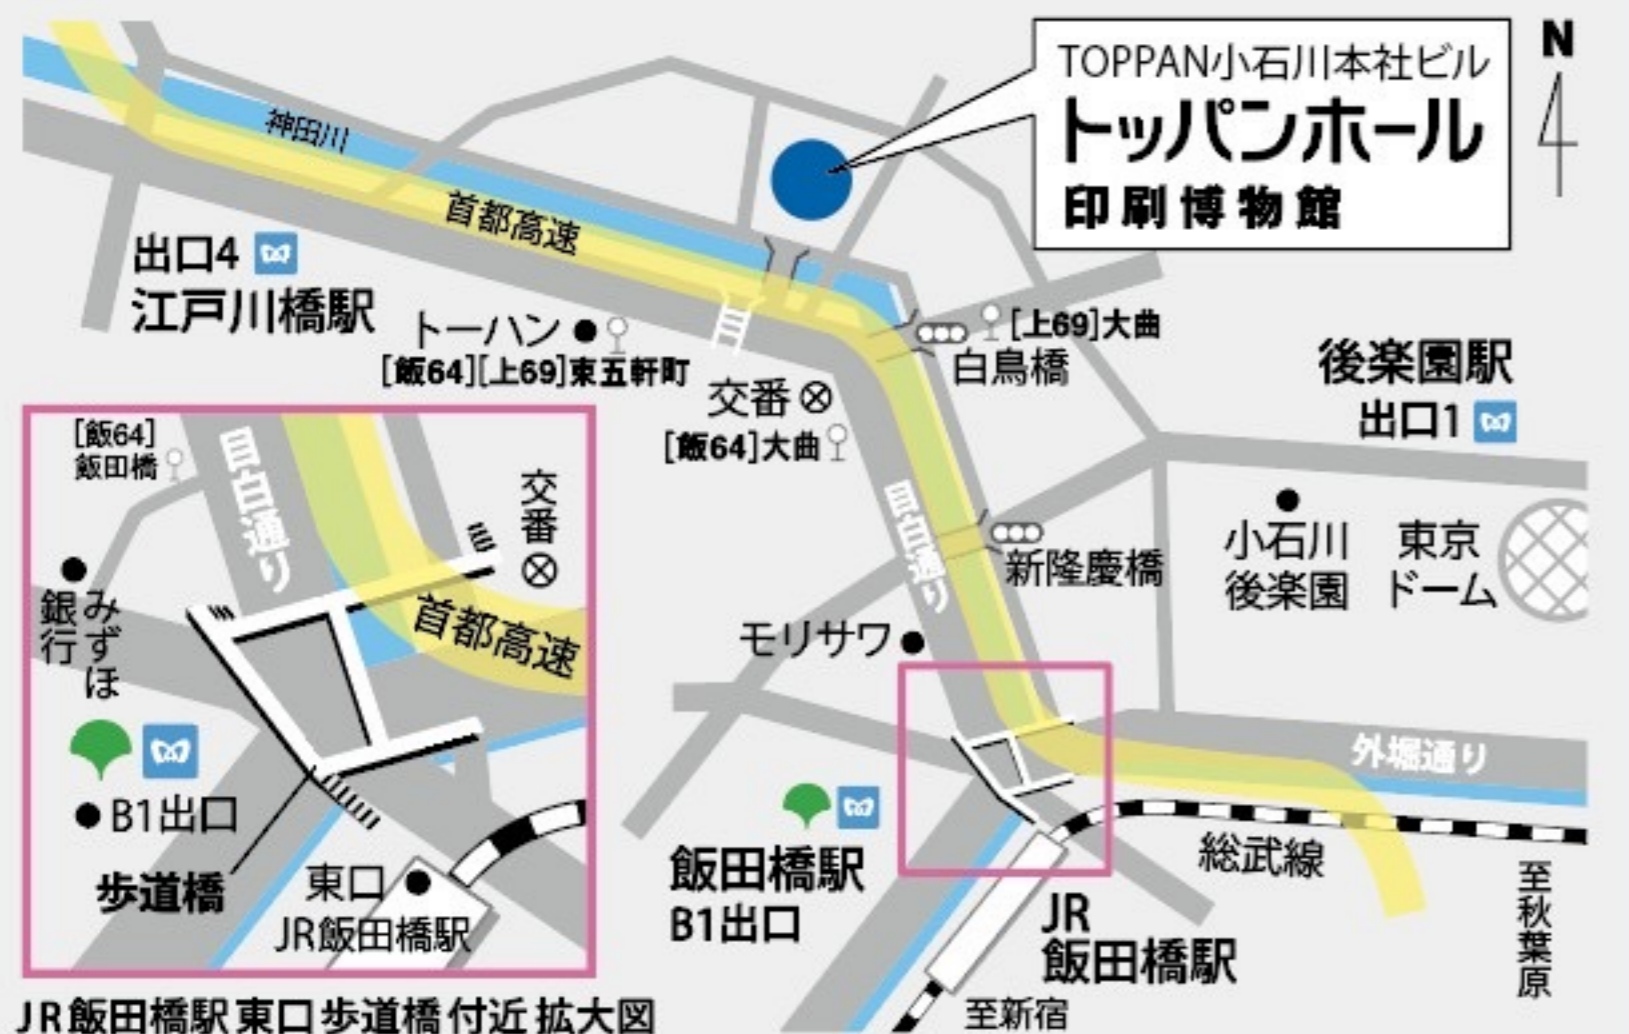 TOPPAN小石川本社ビル
トッパンホール
印刷博物館
N
神田川
首都高速
出口4
江戸川橋駅
トーハン
[飯64][上69]東五軒町
[上69]大曲
白鳥橋
交番
[飯64]大曲
後楽園駅
出口1
目白通り
新隆慶橋
小石川
後楽園
東京
ドーム
モリサワ
外堀通り
総武線
飯田橋駅
B1出口
JR
飯田橋駅
至新宿
至秋葉原
[飯64]
飯田橋
目白通り
交番
みずほ
銀行
首都高速
B1出口
歩道橋
東口
JR飯田橋駅
JR飯田橋駅東口歩道橋付近拡大図